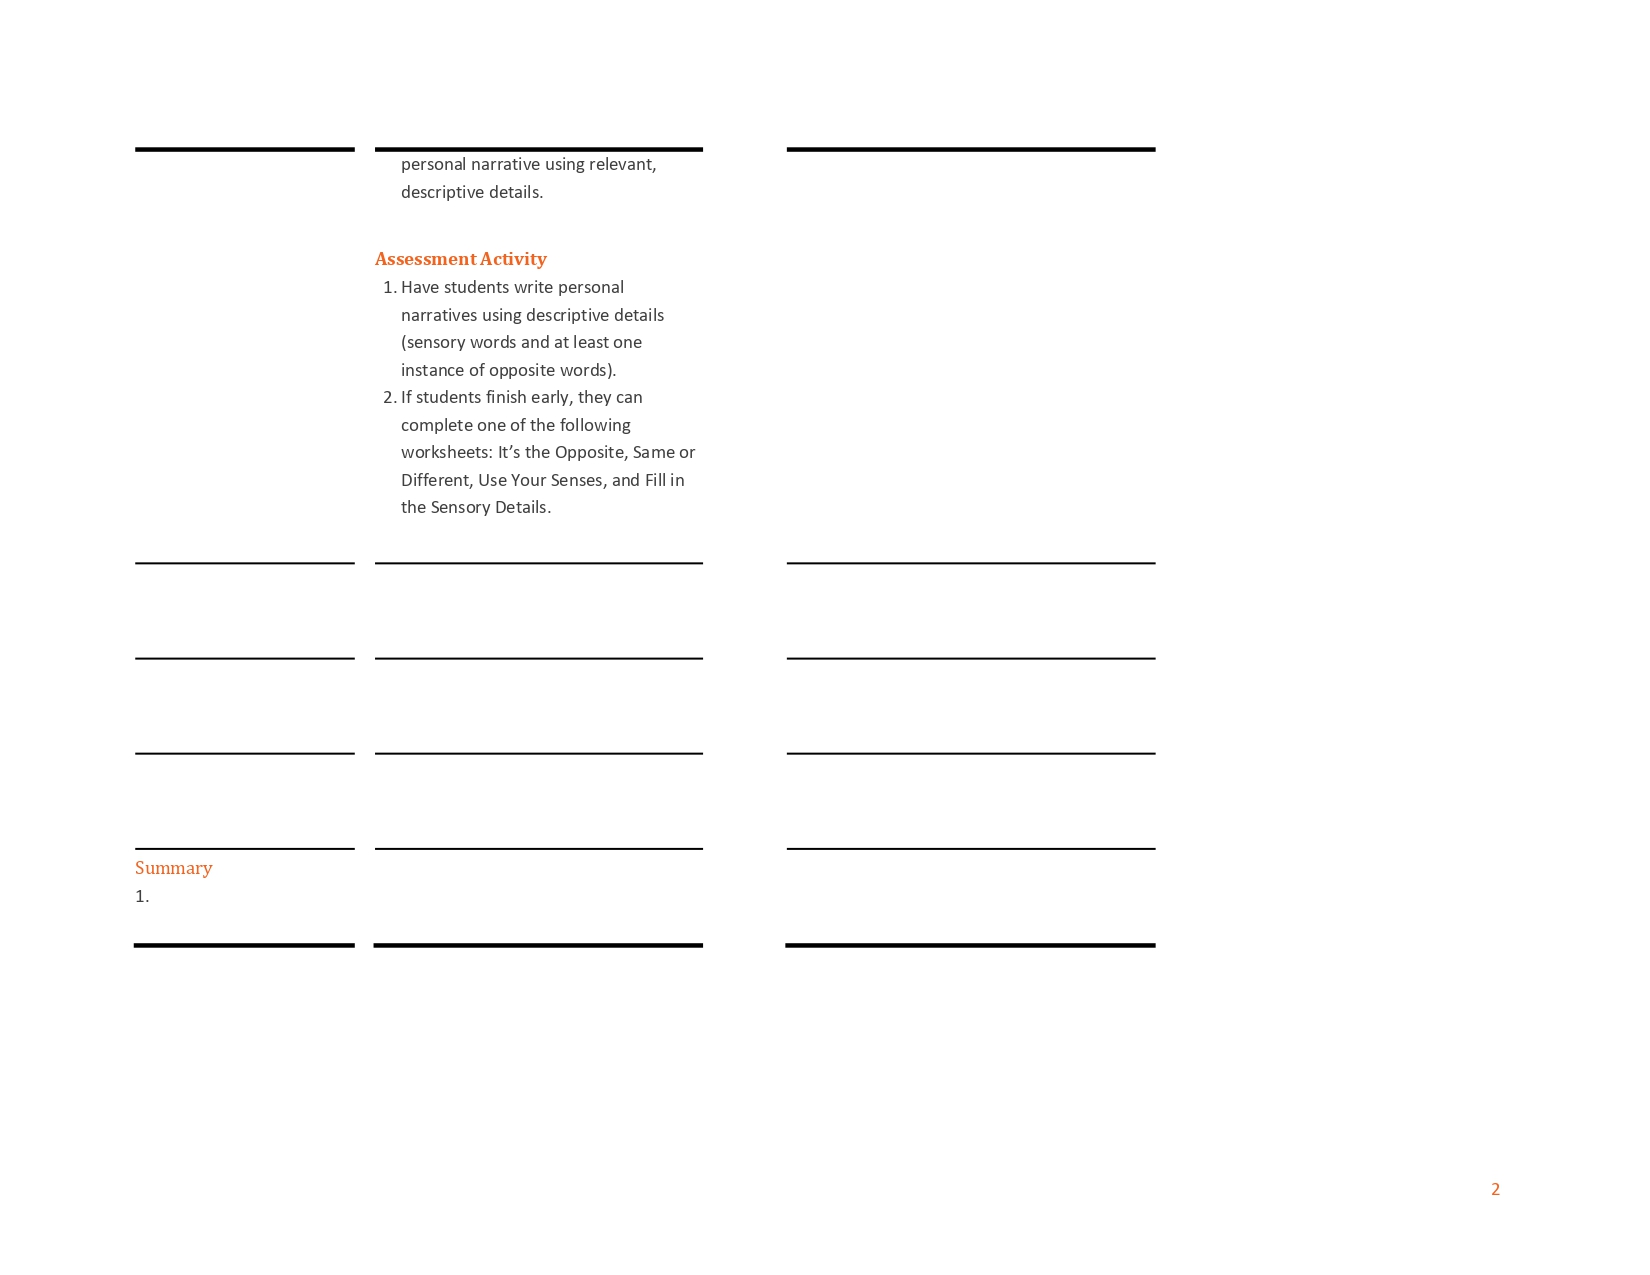 personal narrative using relevant,
descriptive details.
Assessment Activity
1. Have students write personal
narratives using descriptive details
(sensory words and at least one
instance of opposite words).
2. If students finish early, they can
complete one of the following
worksheets: It’s the Opposite, Same or
Different, Use Your Senses, and Fill in
the Sensory Details.
Summary
1.
2